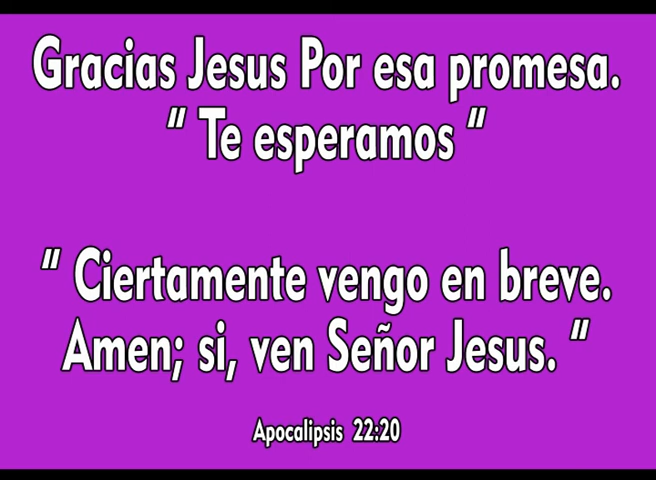 Gracias Jesus Por esa promesa.
" Te esperamos "
" Ciertamente vengo en breve.
Amen; si, ven Señor Jesus. "
Apocalipsis 22:20